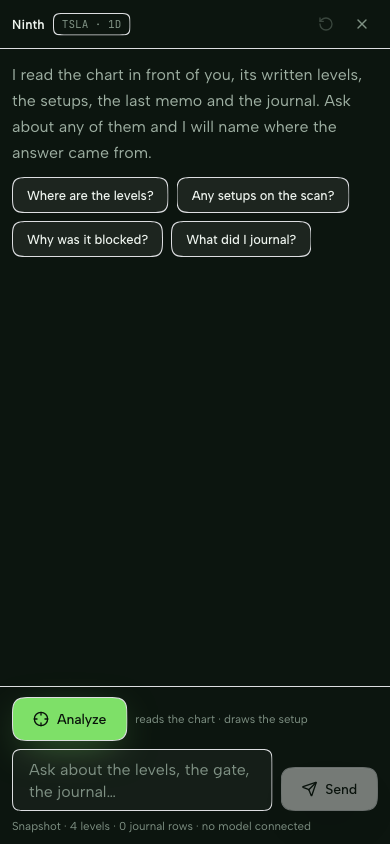 Ninth TSLA · 1D
I read the chart in front of you, its written levels,
the setups, the last memo and the journal. Ask
about any of them and I will name where the
answer came from.
Where are the levels? Any setups on the scan?
Why was it blocked? What did I journal?
Analyze reads the chart · draws the setup
Ask about the levels, the gate,
the journal…
Send
Snapshot · 4 levels · 0 journal rows · no model connected